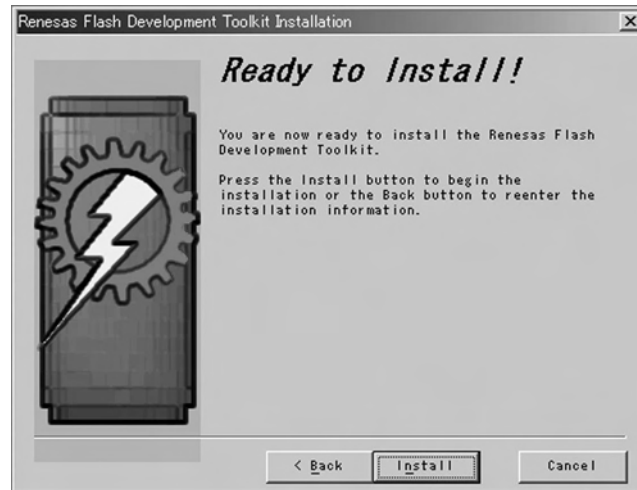 Renesas Flash Development Toolkit Installation
Ready to Install!
You are now ready to install the Renesas Flash
Development Toolkit.
Press the Install button to begin the
installation or the Back button to reenter the
installation information.
< Back
Install
Cancel